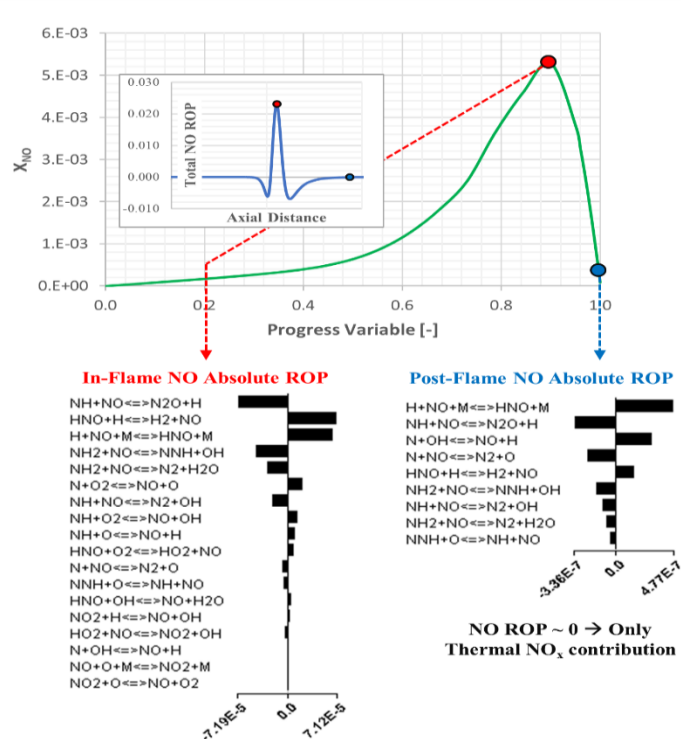 6.E-03
5.E-03
4.E-03
3.E-03
2.E-03
1.E-03
0.E+00
X_NO
0.030
0.020
0.010
0.000
-0.010
Total NO ROP
Axial Distance
0.0
0.2
0.4
0.6
0.8
1.0
Progress Variable [-]
In-Flame NO Absolute ROP
NH+NO<=>N2O+H
HNO+H<=>H2+NO
H+NO+M<=>HNO+M
NH2+NO<=>NNH+OH
NH2+NO<=>N2+H2O
N+O2<=>NO+O
NH+NO<=>N2+OH
NH+O2<=>NO+OH
NH+O<=>NO+H
HNO+O2<=>HO2+NO
N+NO<=>N2+O
NNH+O<=>NH+NO
HNO+OH<=>NO+H2O
NO2+H<=>NO+OH
HO2+NO<=>NO2+OH
N+OH<=>NO+H
NO+O+M<=>NO2+M
NO2+O<=>NO+O2
-7.19E-5
0.0
7.12E-5
Post-Flame NO Absolute ROP
H+NO+M<=>HNO+M
NH+NO<=>N2O+H
N+OH<=>NO+H
N+NO<=>N2+O
HNO+H<=>H2+NO
NH2+NO<=>NNH+OH
NH+NO<=>N2+OH
NH2+NO<=>N2+H2O
NNH+O<=>NH+NO
-3.36E-7
0.0
4.77E-7
NO ROP ~ 0 → Only
Thermal NOx contribution